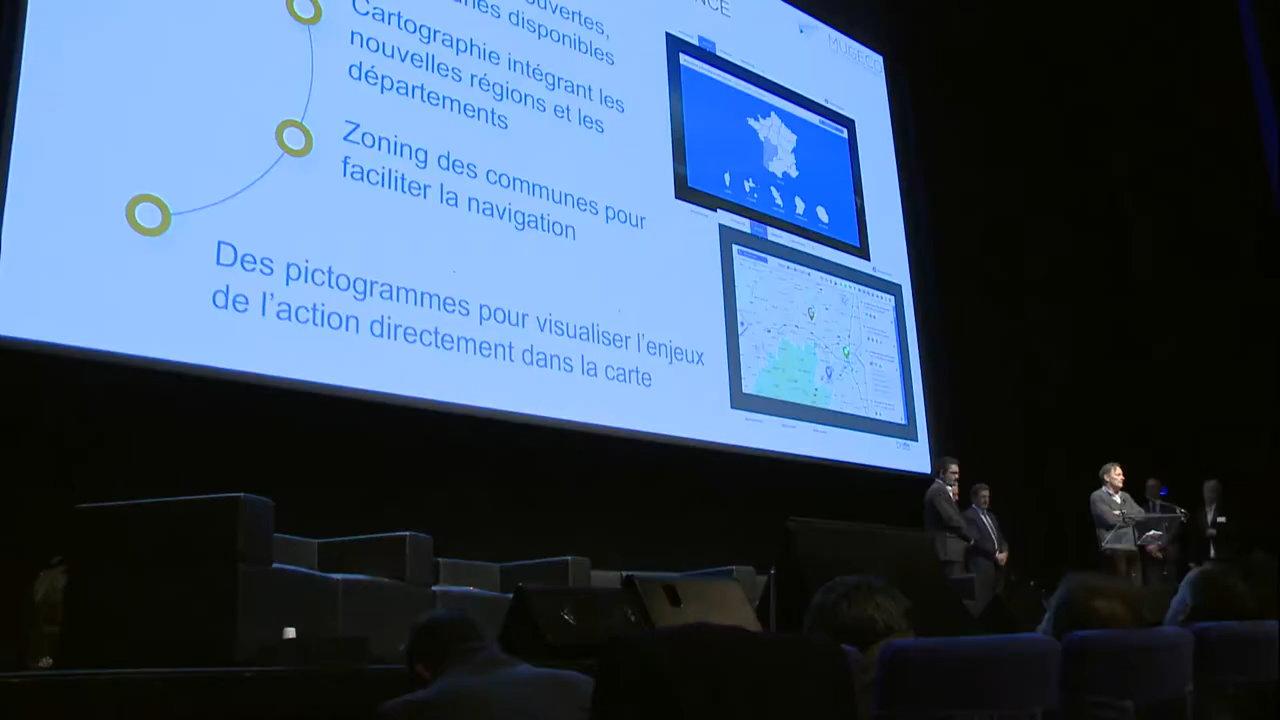 disponibles
Cartographie intégrant les
nouvelles régions et les
départements
Zoning des communes pour
faciliter la navigation
Des pictogrammes pour visualiser l’enjeux
de l’action directement dans la carte